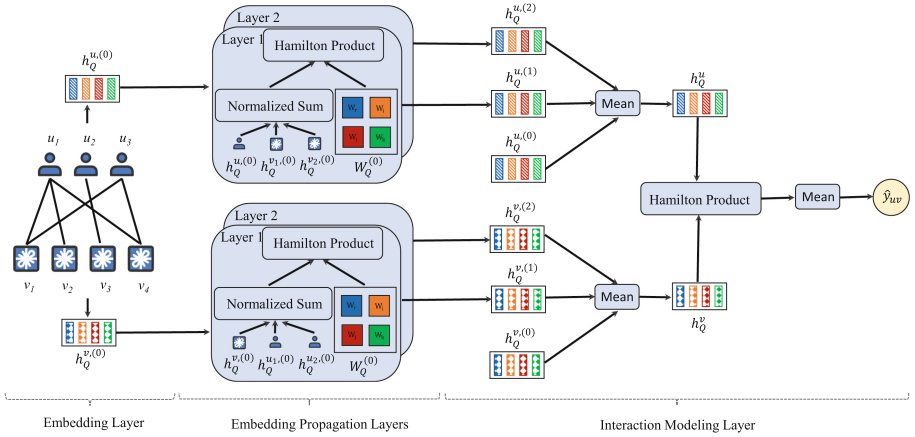 Layer 2
Layer 1
Hamilton Product
Normalized Sum
W_r W_i
W_j W_k
h_Q^{u,(0)} h_Q^{v_1,(0)} h_Q^{v_2,(0)} W_Q^{(0)}
h_Q^{u,(0)}
u_1 u_2 u_3
v_1 v_2 v_3 v_4
h_Q^{v,(0)}
Layer 2
Layer 1
Hamilton Product
Normalized Sum
W_r W_i
W_j W_k
h_Q^{v,(0)} h_Q^{u_1,(0)} h_Q^{u_2,(0)} W_Q^{(0)}
h_Q^{u,(2)}
h_Q^{u,(1)}
h_Q^{u,(0)}
Mean
h_Q^u
h_Q^{v,(2)}
h_Q^{v,(1)}
h_Q^{v,(0)}
Mean
h_Q^v
Hamilton Product
Mean
ŷ_{uv}
Embedding Layer
Embedding Propagation Layers
Interaction Modeling Layer